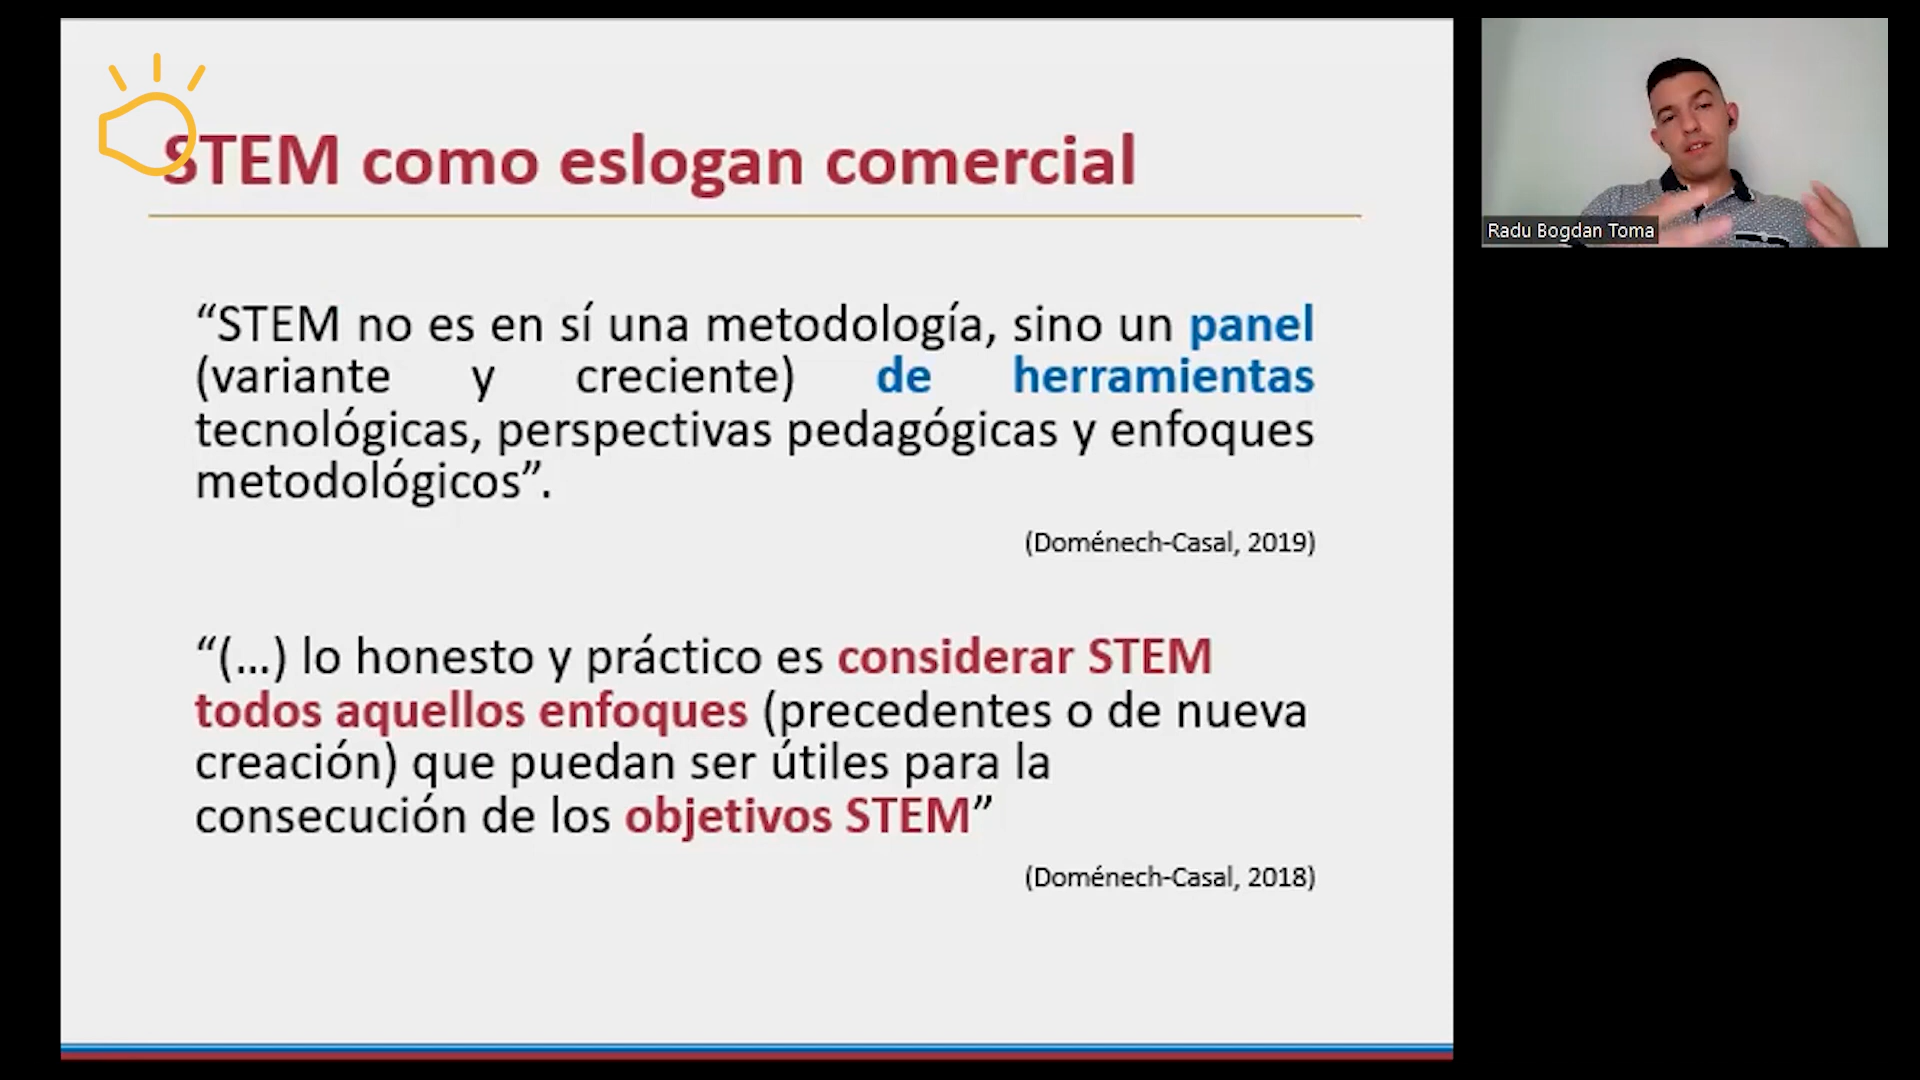 STEM como eslogan comercial
“STEM no es en sí una metodología, sino un panel
(variante y creciente) de herramientas
tecnológicas, perspectivas pedagógicas y enfoques
metodológicos”.
(Doménech-Casal, 2019)
“(...) lo honesto y práctico es considerar STEM
todos aquellos enfoques (precedentes o de nueva
creación) que puedan ser útiles para la
consecución de los objetivos STEM”
(Doménech-Casal, 2018)
Radu Bogdan Toma